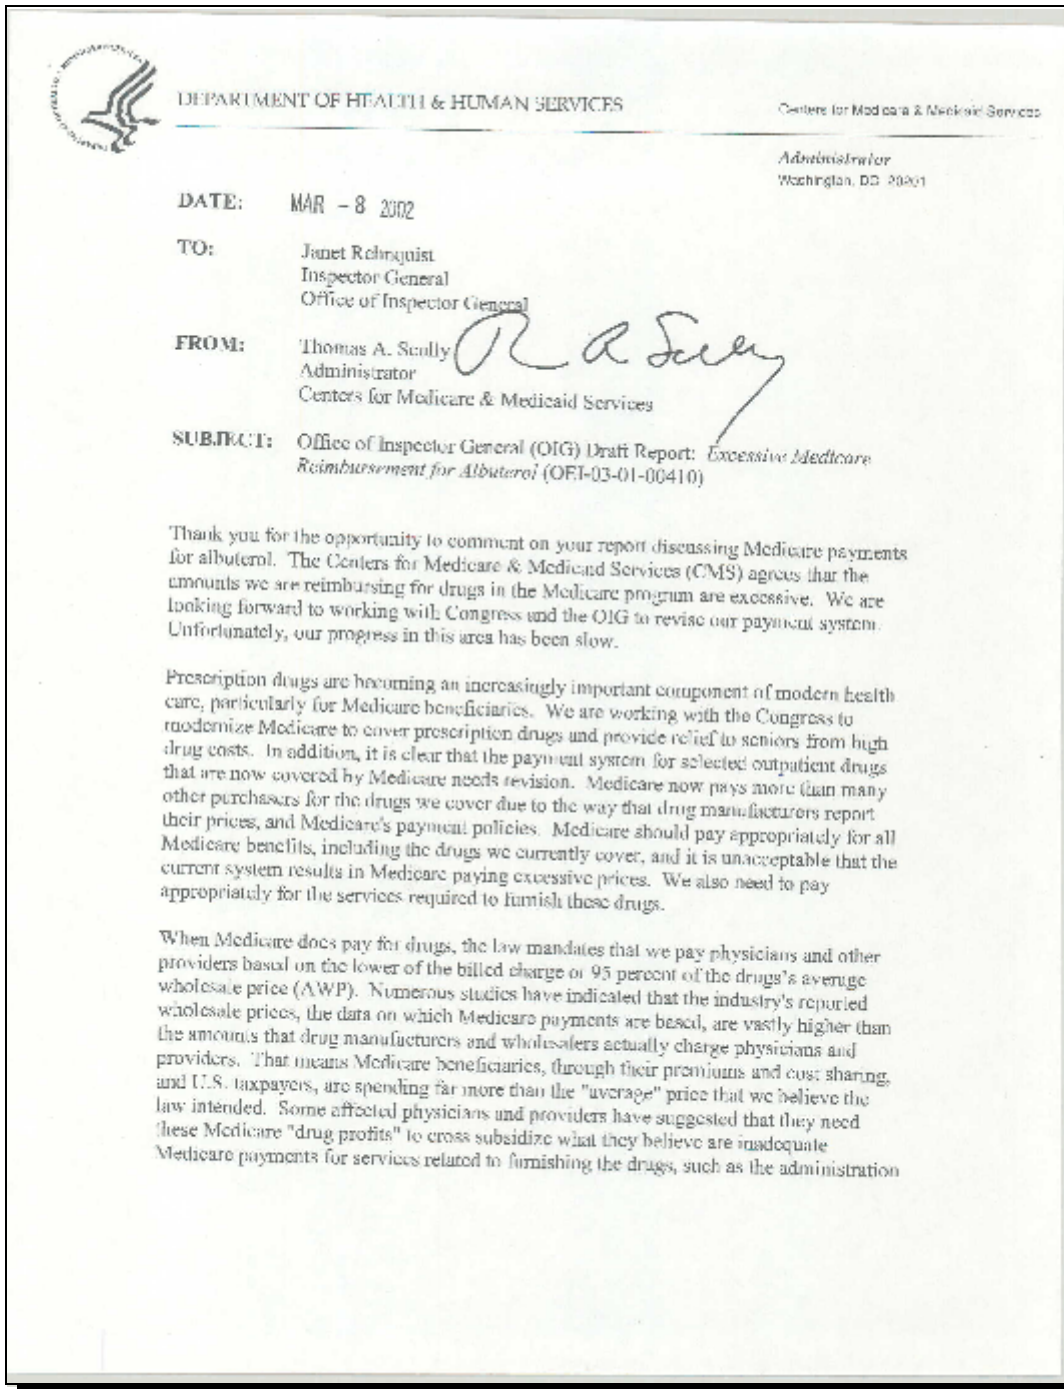 DEPARTMENT OF HEALTH & HUMAN SERVICES
Centers for Medicare & Medicaid Services
Administrator
Washington, DC 20201
DATE: MAR - 8 2002
TO: Janet Rehnquist
Inspector General
Office of Inspector General
FROM: Thomas A. Scully
Administrator
Centers for Medicare & Medicaid Services
SUBJECT: Office of Inspector General (OIG) Draft Report: Excessive Medicare
Reimbursement for Albuterol (OEI-03-01-00410)
Thank you for the opportunity to comment on your report discussing Medicare payments
for albuterol. The Centers for Medicare & Medicaid Services (CMS) agrees that the
amounts we are reimbursing for drugs in the Medicare program are excessive. We are
looking forward to working with Congress and the OIG to revise our payment system.
Unfortunately, our progress in this area has been slow.
Prescription drugs are becoming an increasingly important component of modern health
care, particularly for Medicare beneficiaries. We are working with the Congress to
modernize Medicare to cover prescription drugs and provide relief to seniors from high
drug costs. In addition, it is clear that the payment system for selected outpatient drugs
that are now covered by Medicare needs revision. Medicare now pays more than many
other purchasers for the drugs we cover due to the way that drug manufacturers report
their prices, and Medicare's payment policies. Medicare should pay appropriately for all
Medicare benefits, including the drugs we currently cover, and it is unacceptable that the
current system results in Medicare paying excessive prices. We also need to pay
appropriately for the services required to furnish these drugs.
When Medicare does pay for drugs, the law mandates that we pay physicians and other
providers based on the lower of the billed charge or 95 percent of the drugs's average
wholesale price (AWP). Numerous studies have indicated that the industry's reported
wholesale prices, the data on which Medicare payments are based, are vastly higher than
the amounts that drug manufacturers and wholesalers actually charge physicians and
providers. That means Medicare beneficiaries, through their premiums and cost sharing,
and U.S. taxpayers, are spending far more than the "average" price that we believe the
law intended. Some affected physicians and providers have suggested that they need
these Medicare "drug profits" to cross subsidize what they believe are inadequate
Medicare payments for services related to furnishing the drugs, such as the administration